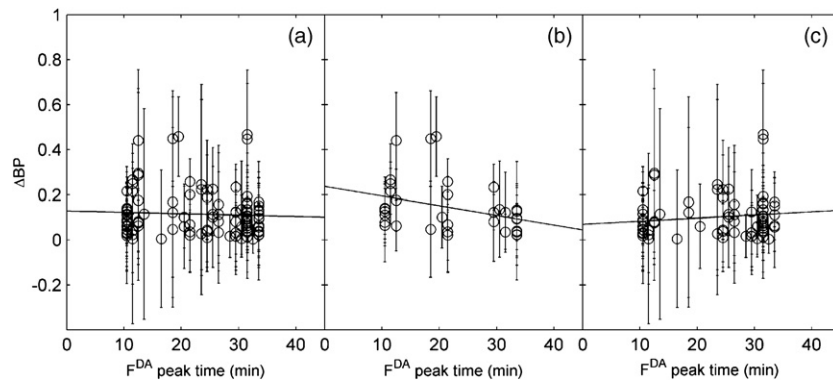 (a) (b) (c)
1
0.8
0.6
0.4
0.2
0
-0.2
ΔBP
0 10 20 30 40 0 10 20 30 40 0 10 20 30 40
F^DA peak time (min) F^DA peak time (min) F^DA peak time (min)